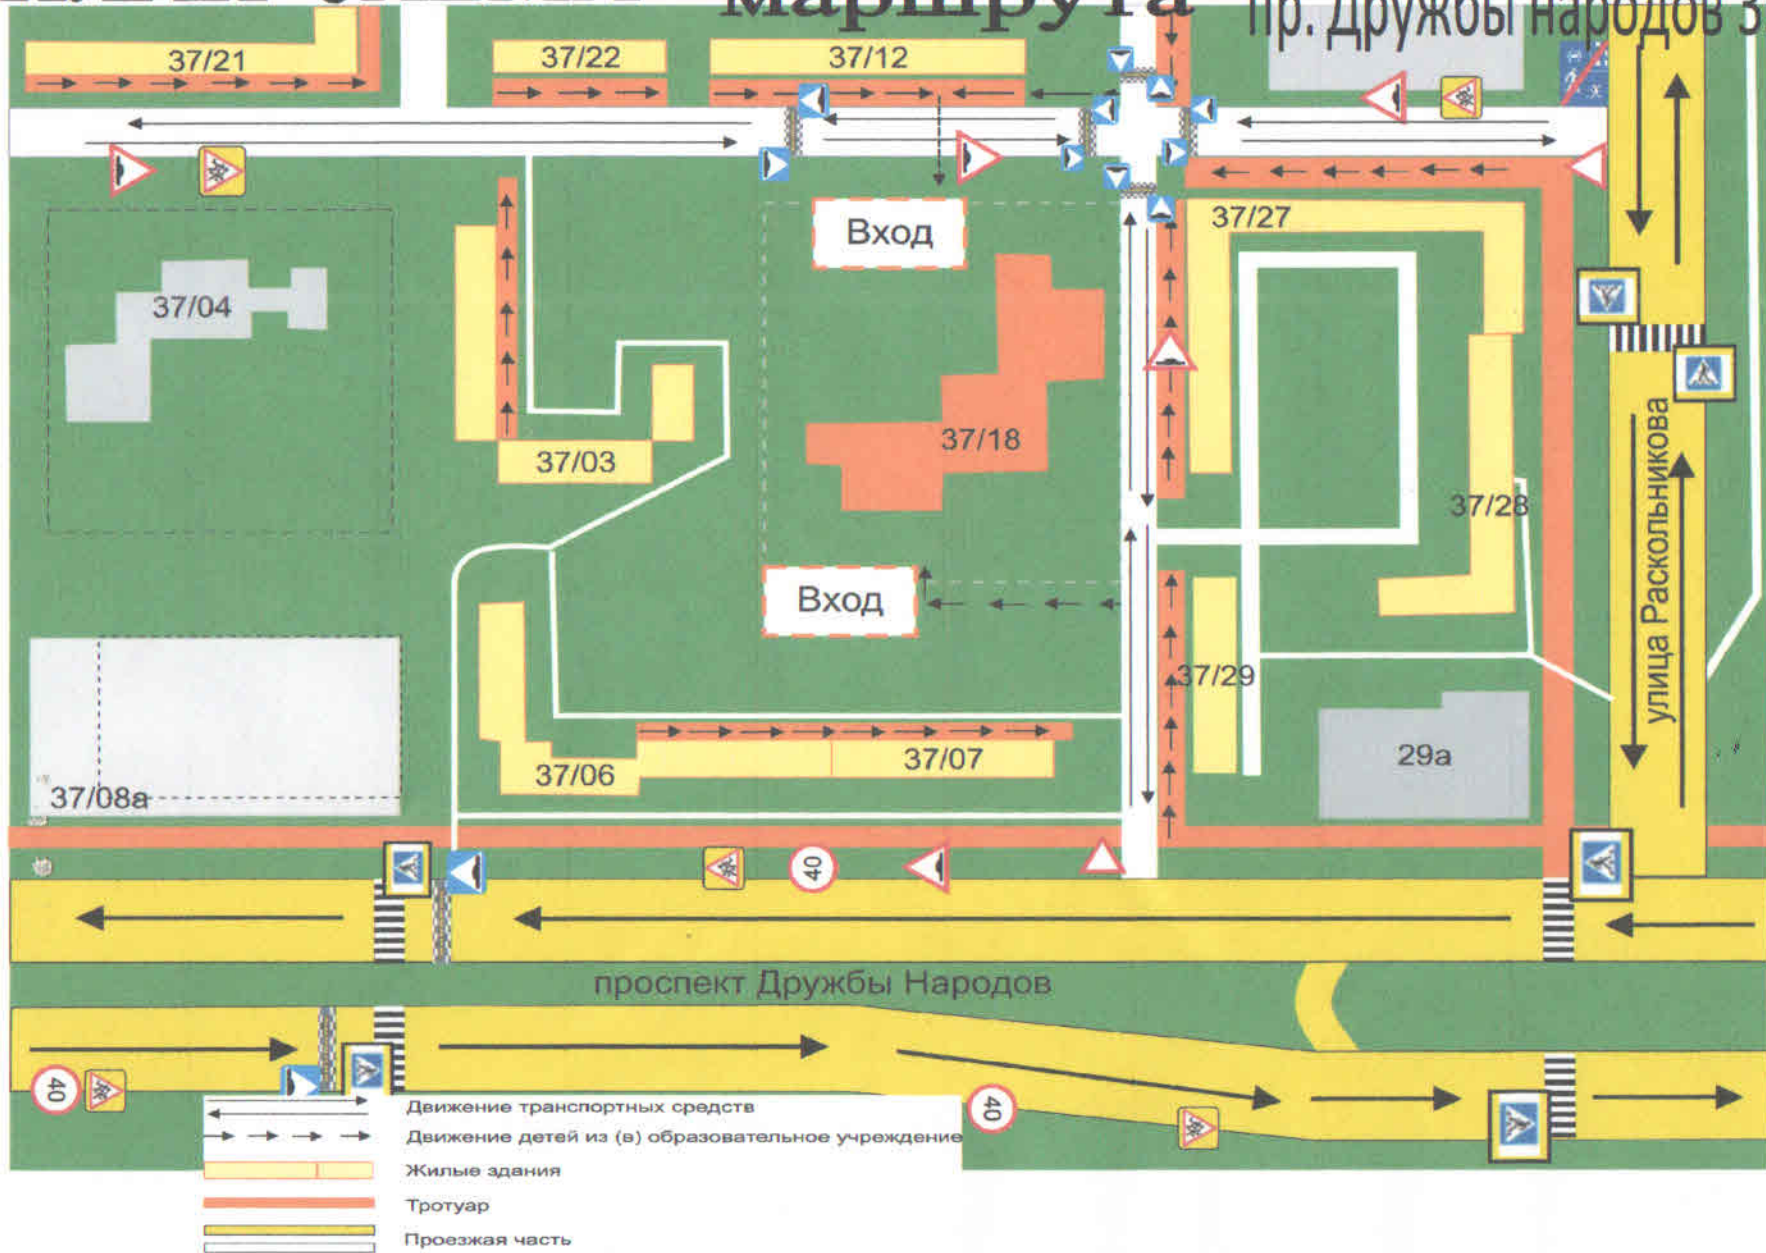 маршрута
пр. Дружбы народов 3
37/21
37/22
37/12
37/27
Вход
37/04
37/18
37/03
37/28
улица Раскольникова
Вход
37/29
37/06
37/07
29а
37/08а
40
проспект Дружбы Народов
40
40
Движение транспортных средств
Движение детей из (в) образовательное учреждение
Жилые здания
Тротуар
Проезжая часть